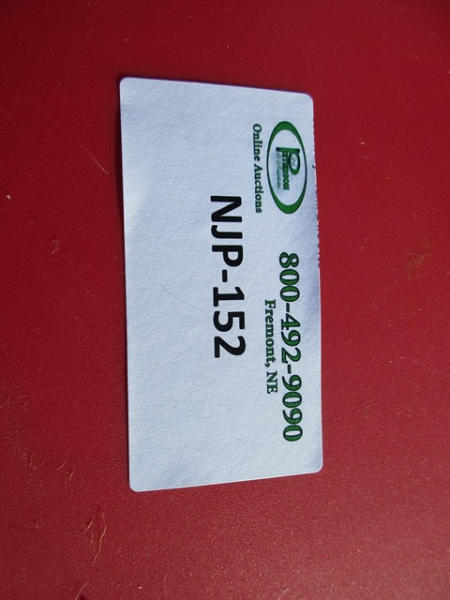 800-492-9090
Fremont, NE
Online Auctions
NJP-152